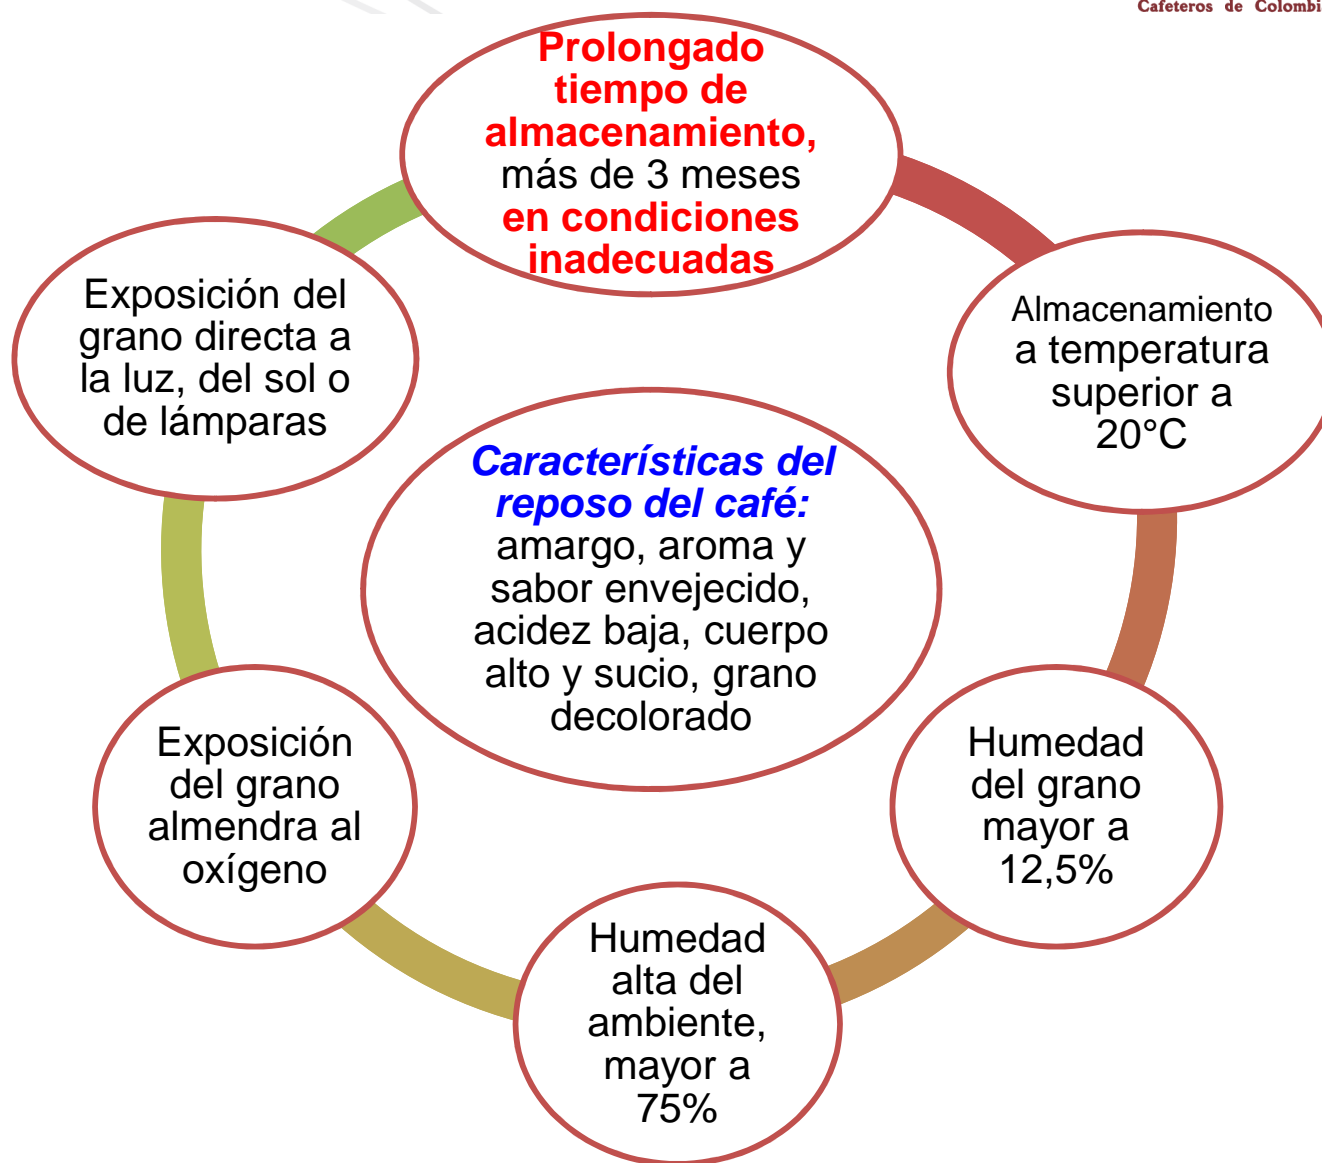 Cafeteros de Colombi
Prolongado
tiempo de
almacenamiento,
más de 3 meses
en condiciones
inadecuadas
Exposición del
grano directa a
la luz, del sol o
de lámparas
Almacenamiento
a temperatura
superior a
20°C
Características del
reposo del café:
amargo, aroma y
sabor envejecido,
acidez baja, cuerpo
alto y sucio, grano
decolorado
Exposición
del grano
almendra al
oxígeno
Humedad
del grano
mayor a
12,5%
Humedad
alta del
ambiente,
mayor a
75%